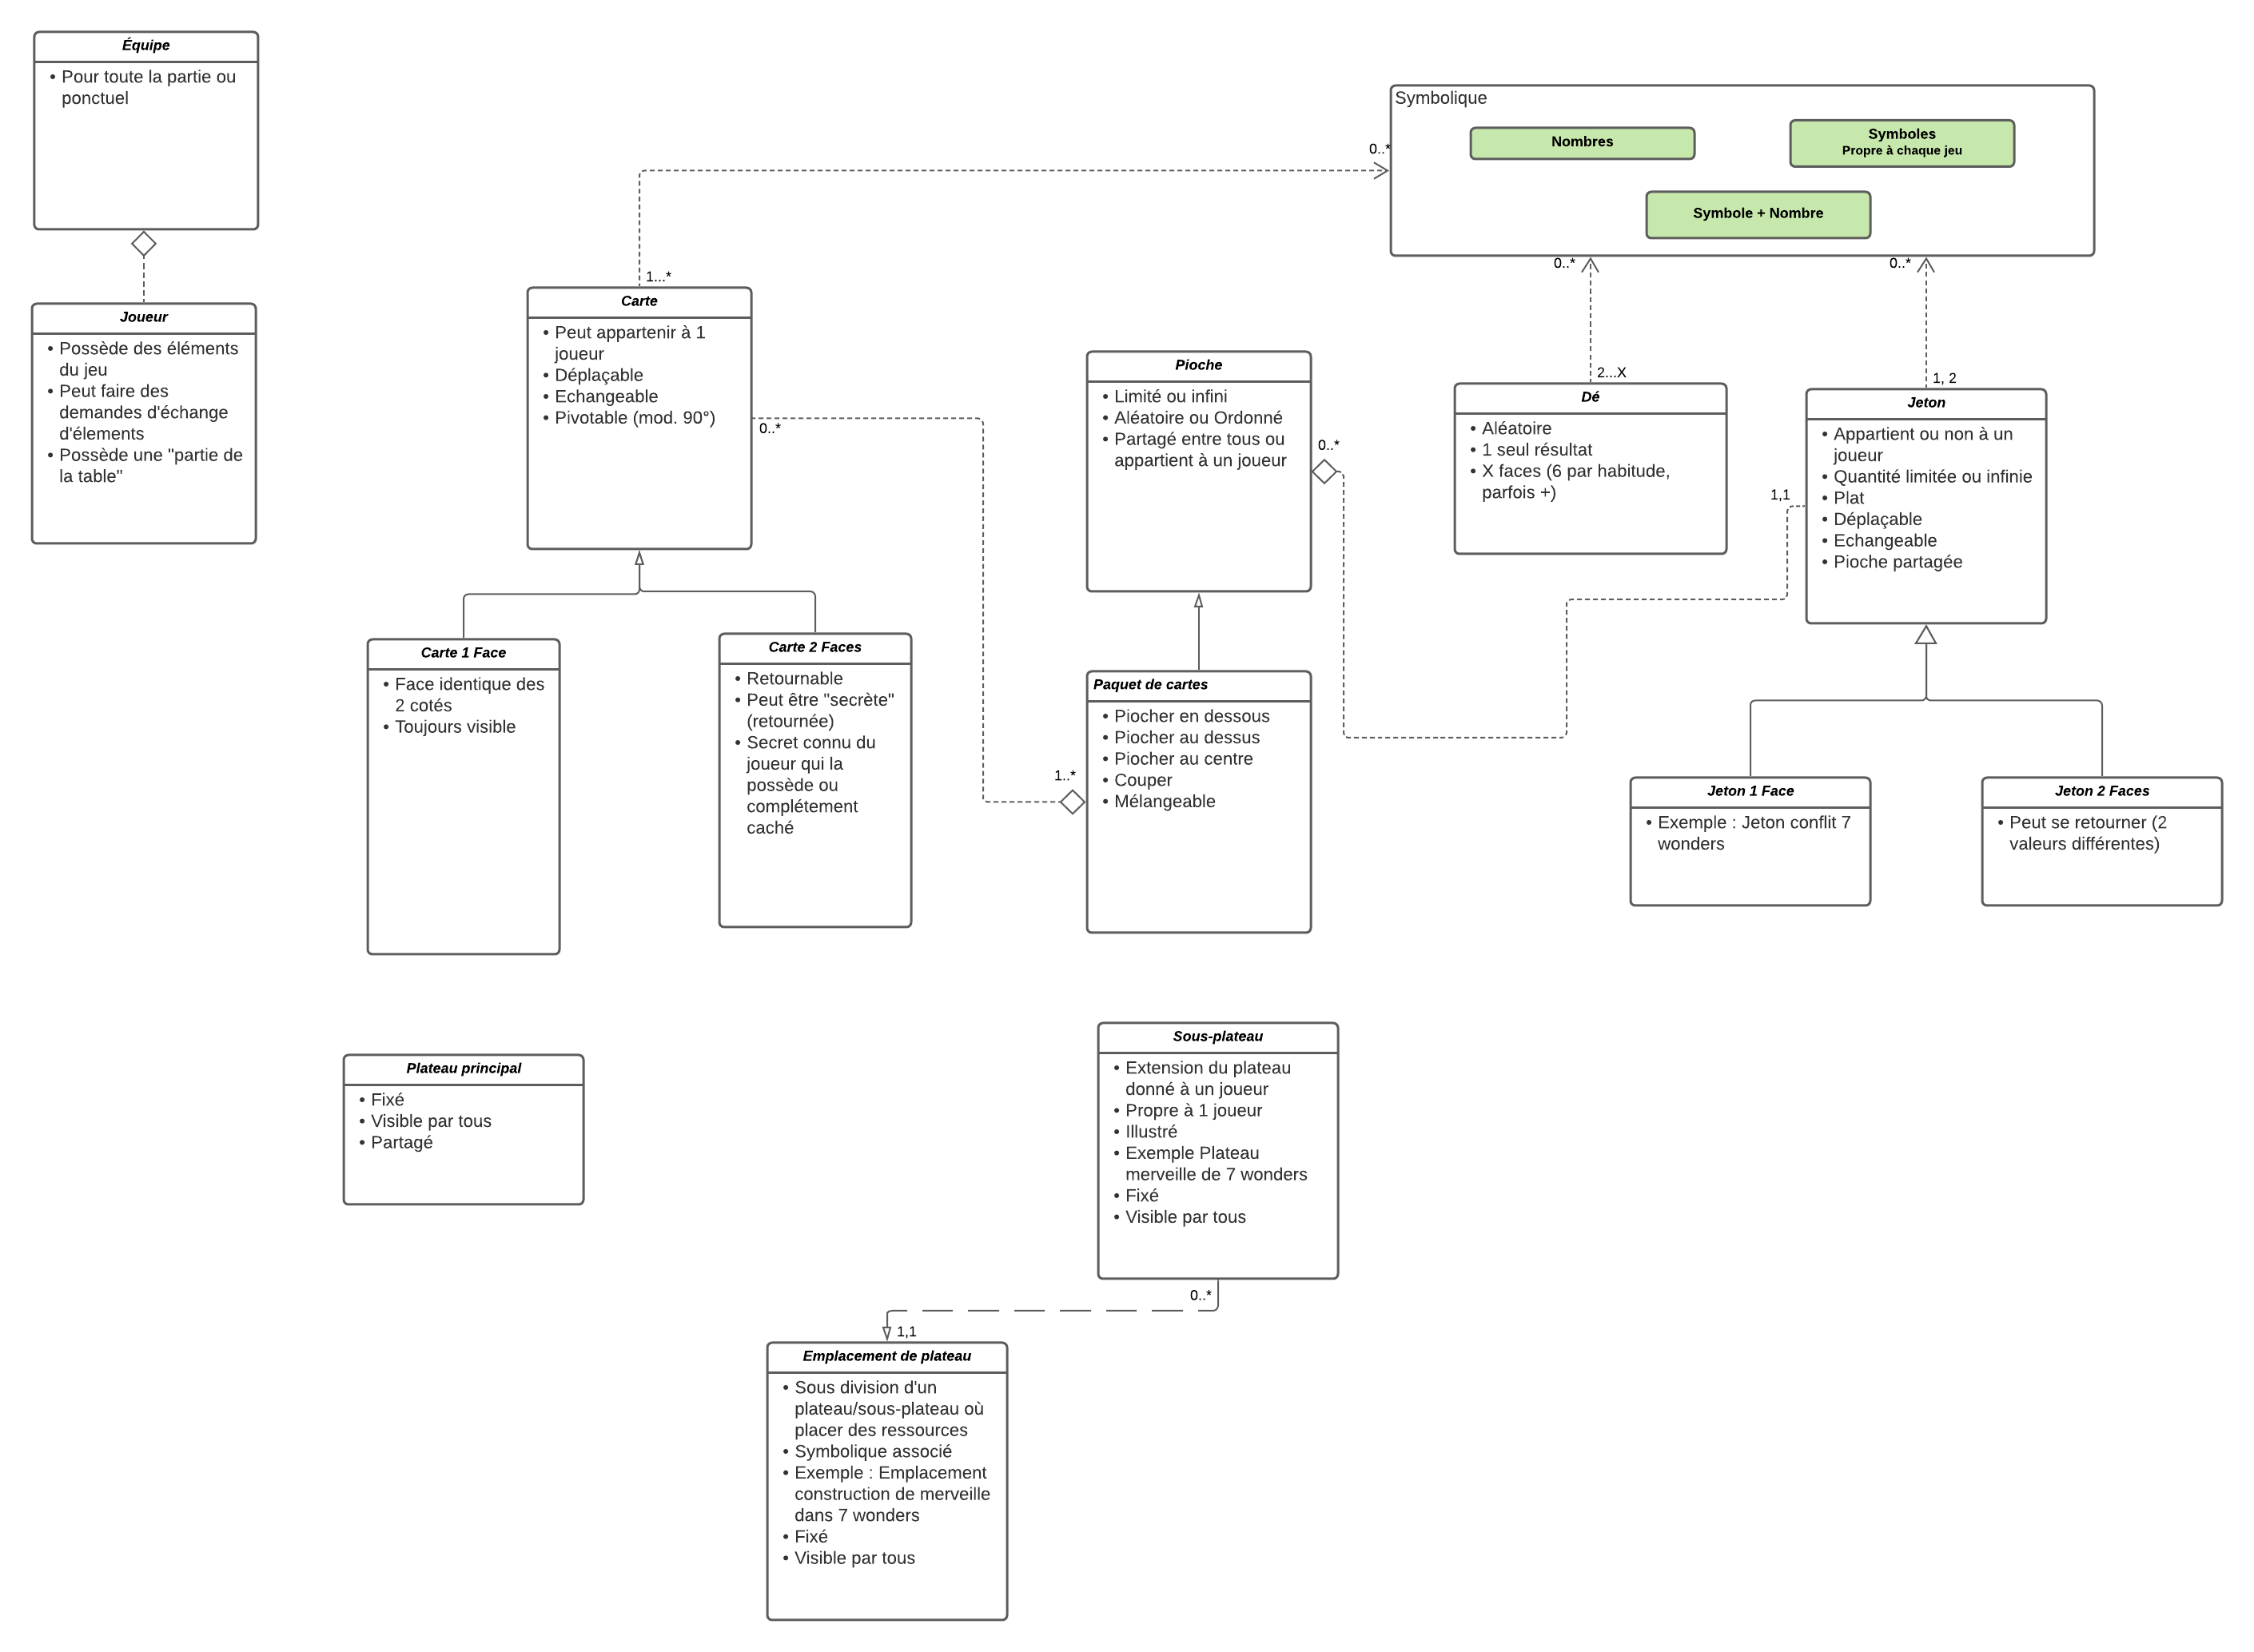 Équipe
• Pour toute la partie ou
ponctuel
Joueur
• Possède des éléments
du jeu
• Peut faire des
demandes d'échange
d'élements
• Possède une "partie de
la table"
Symbolique
Nombres
Symboles
Propre à chaque jeu
Symbole + Nombre
0..*
0..*
0..*
1...*
Carte
• Peut appartenir à 1
joueur
• Déplaçable
• Echangeable
• Pivotable (mod. 90°)
0..*
Pioche
• Limité ou infini
• Aléatoire ou Ordonné
• Partagé entre tous ou
appartient à un joueur
0..*
2...X
Dé
• Aléatoire
• 1 seul résultat
• X faces (6 par habitude,
parfois +)
1, 2
Jeton
• Appartient ou non à un
joueur
• Quantité limitée ou infinie
• Plat
• Déplaçable
• Echangeable
• Pioche partagée
1,1
Carte 1 Face
• Face identique des
2 cotés
• Toujours visible
Carte 2 Faces
• Retournable
• Peut être "secrète"
(retournée)
• Secret connu du
joueur qui la
possède ou
complétement
caché
Paquet de cartes
• Piocher en dessous
• Piocher au dessus
• Piocher au centre
• Couper
• Mélangeable
1..*
Jeton 1 Face
• Exemple : Jeton conflit 7
wonders
Jeton 2 Faces
• Peut se retourner (2
valeurs différentes)
Plateau principal
• Fixé
• Visible par tous
• Partagé
Sous-plateau
• Extension du plateau
donné à un joueur
• Propre à 1 joueur
• Illustré
• Exemple Plateau
merveille de 7 wonders
• Fixé
• Visible par tous
0..*
1,1
Emplacement de plateau
• Sous division d'un
plateau/sous-plateau où
placer des ressources
• Symbolique associé
• Exemple : Emplacement
construction de merveille
dans 7 wonders
• Fixé
• Visible par tous